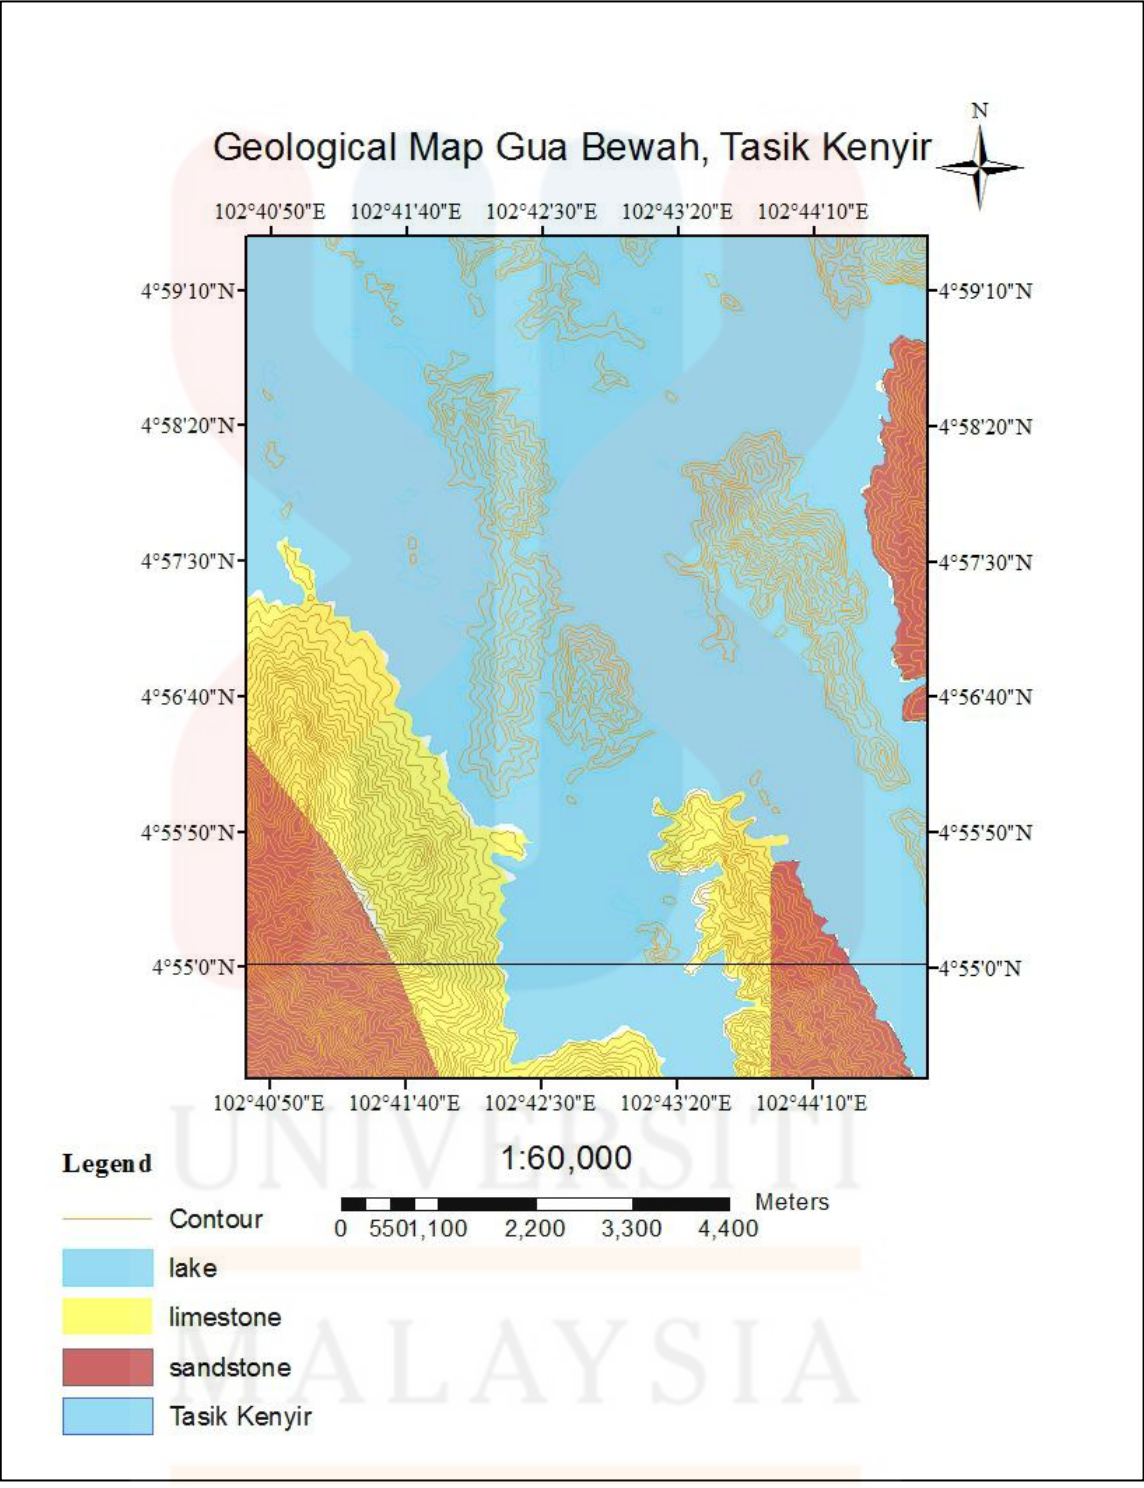 N
Geological Map Gua Bewah, Tasik Kenyir
102°40'50"E 102°41'40"E 102°42'30"E 102°43'20"E 102°44'10"E
4°59'10"N 4°59'10"N
4°58'20"N 4°58'20"N
4°57'30"N 4°57'30"N
4°56'40"N 4°56'40"N
4°55'50"N 4°55'50"N
4°55'0"N 4°55'0"N
102°40'50"E 102°41'40"E 102°42'30"E 102°43'20"E 102°44'10"E
UNIVERSITI
1:60,000
Legend
Meters
0 550 1,100 2,200 3,300 4,400
Contour
lake
limestone
MALAYSIA
sandstone
Tasik Kenyir